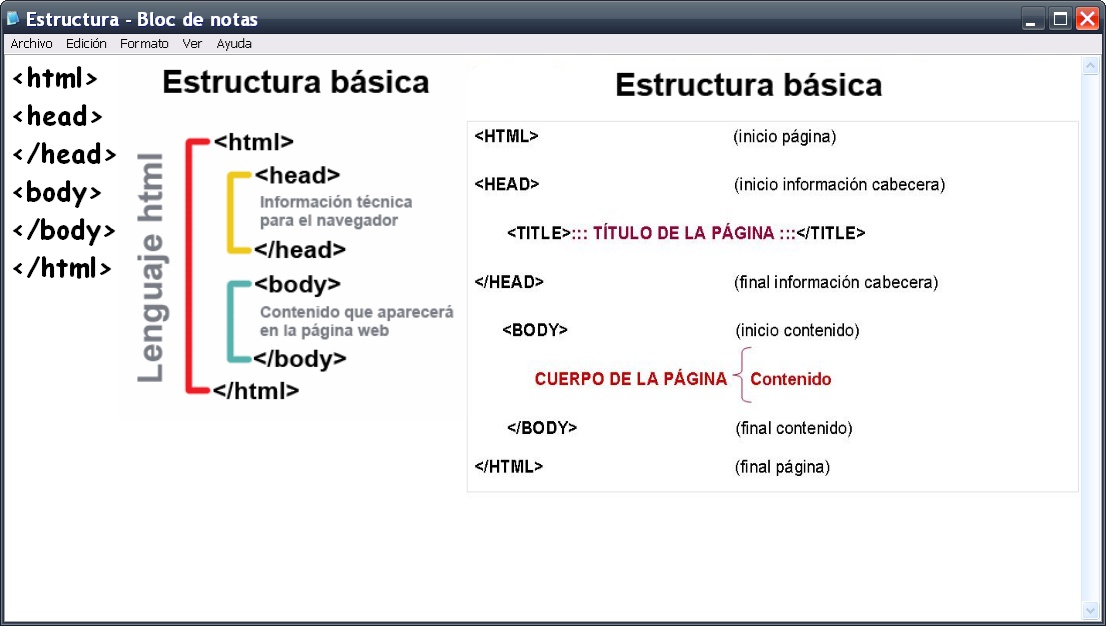 Estructura - Bloc de notas
Archivo Edición Formato Ver Ayuda
<html>
<head>
</head>
<body>
</body>
</html>
Estructura básica
Lenguaje html
<html>
<head>
Información técnica
para el navegador
</head>
<body>
Contenido que aparecerá
en la página web
</body>
</html>
Estructura básica
<HTML> (inicio página)
<HEAD> (inicio información cabecera)
<TITLE>::: TÍTULO DE LA PÁGINA :::</TITLE>
</HEAD> (final información cabecera)
<BODY> (inicio contenido)
CUERPO DE LA PÁGINA Contenido
</BODY> (final contenido)
</HTML> (final página)